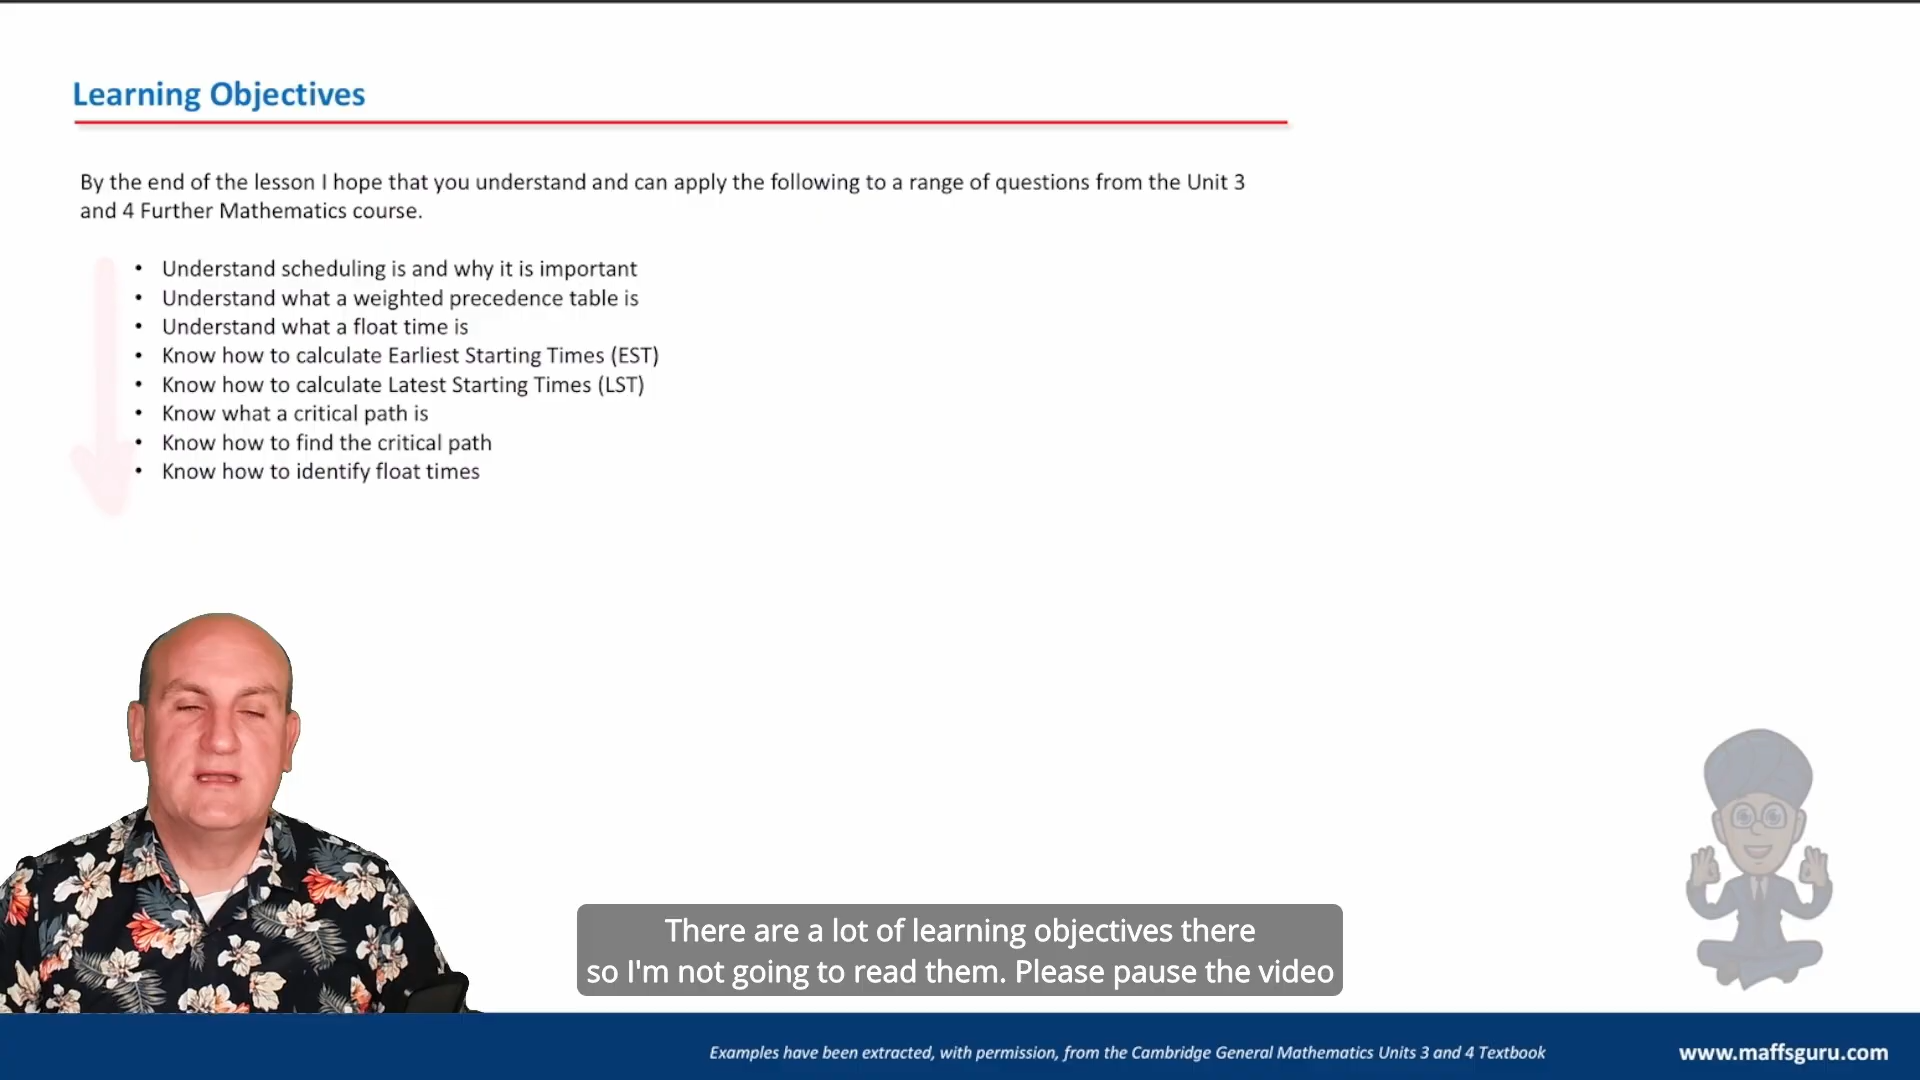 Learning Objectives
By the end of the lesson I hope that you understand and can apply the following to a range of questions from the Unit 3
and 4 Further Mathematics course.
• Understand scheduling is and why it is important
• Understand what a weighted precedence table is
• Understand what a float time is
• Know how to calculate Earliest Starting Times (EST)
• Know how to calculate Latest Starting Times (LST)
• Know what a critical path is
• Know how to find the critical path
• Know how to identify float times
There are a lot of learning objectives there
so I'm not going to read them. Please pause the video
Examples have been extracted, with permission, from the Cambridge General Mathematics Units 3 and 4 Textbook
www.maffsguru.com